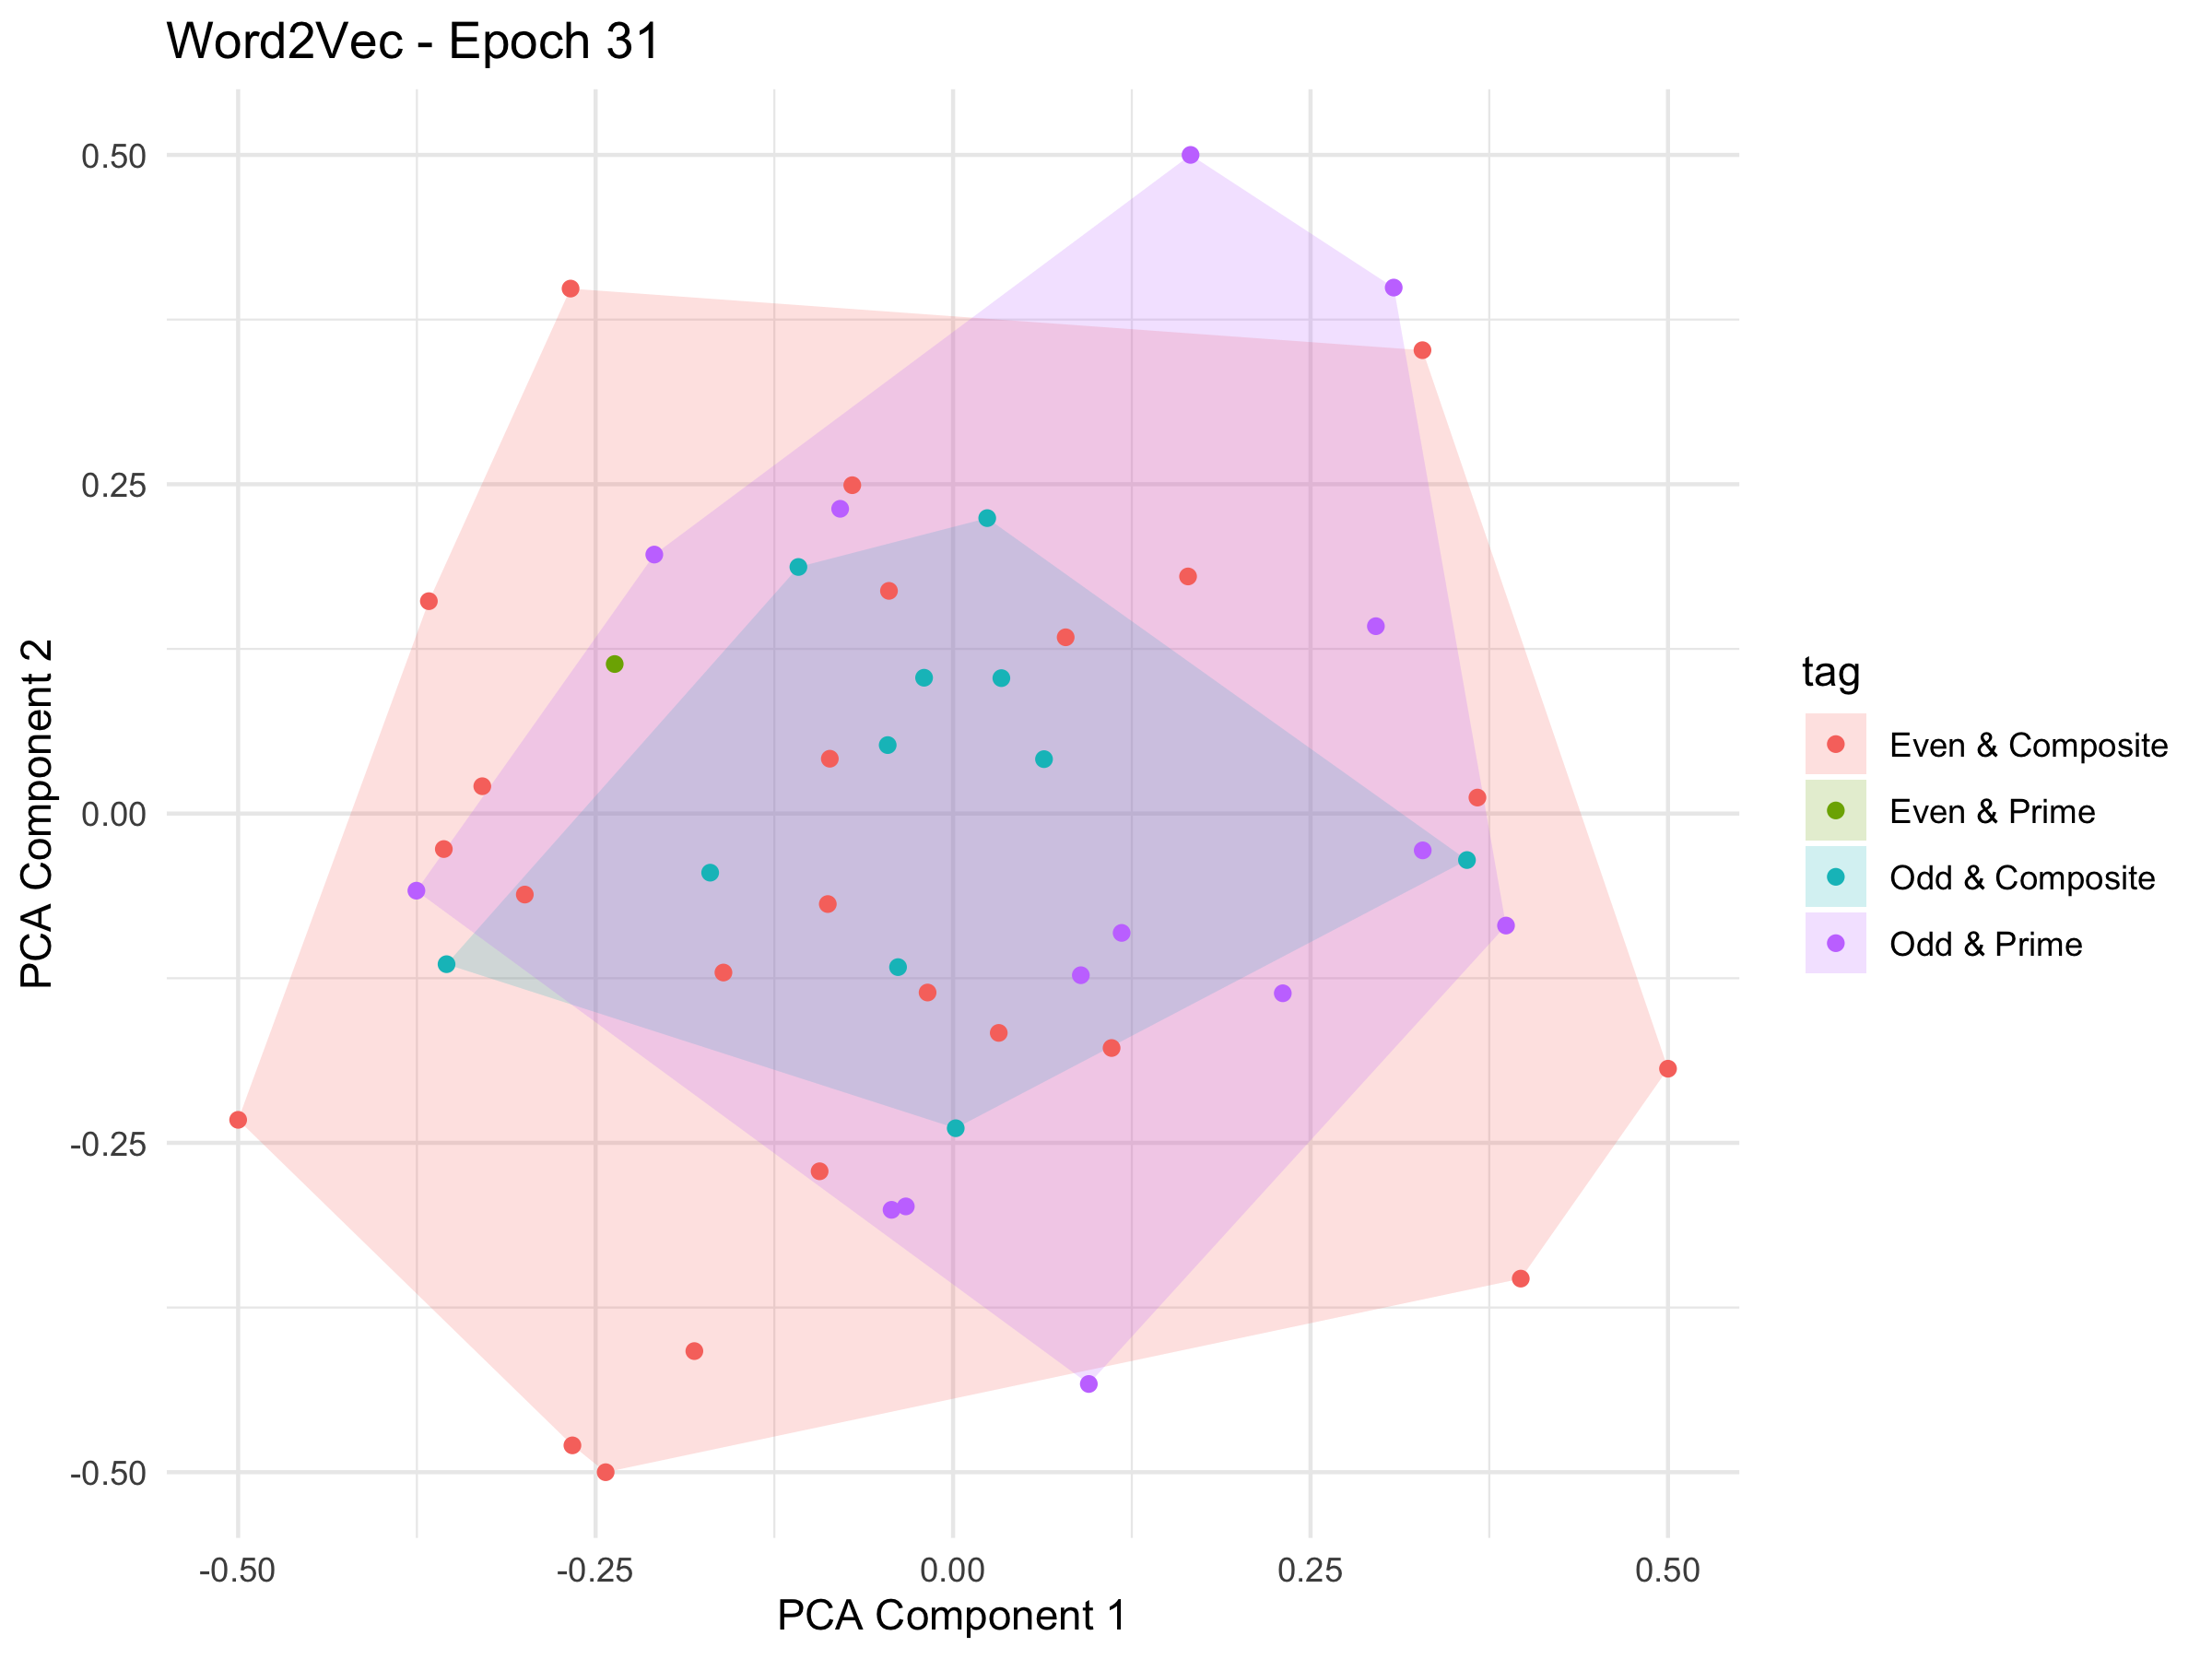 Word2Vec - Epoch 31
0.50
0.25
0.00
-0.25
-0.50
PCA Component 2
-0.50
-0.25
0.00
0.25
0.50
PCA Component 1
tag
Even & Composite
Even & Prime
Odd & Composite
Odd & Prime